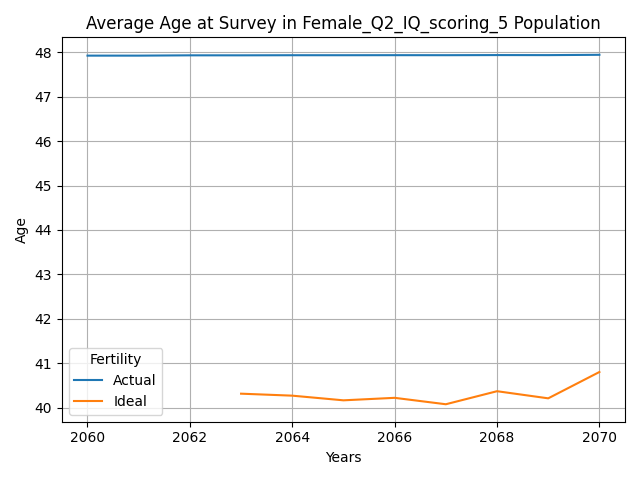 Average Age at Survey in Female_Q2_IQ_scoring_5 Population
48
47
46
45
44
43
42
41
40
Age
Fertility
Actual
Ideal
2060 2062 2064 2066 2068 2070
Years